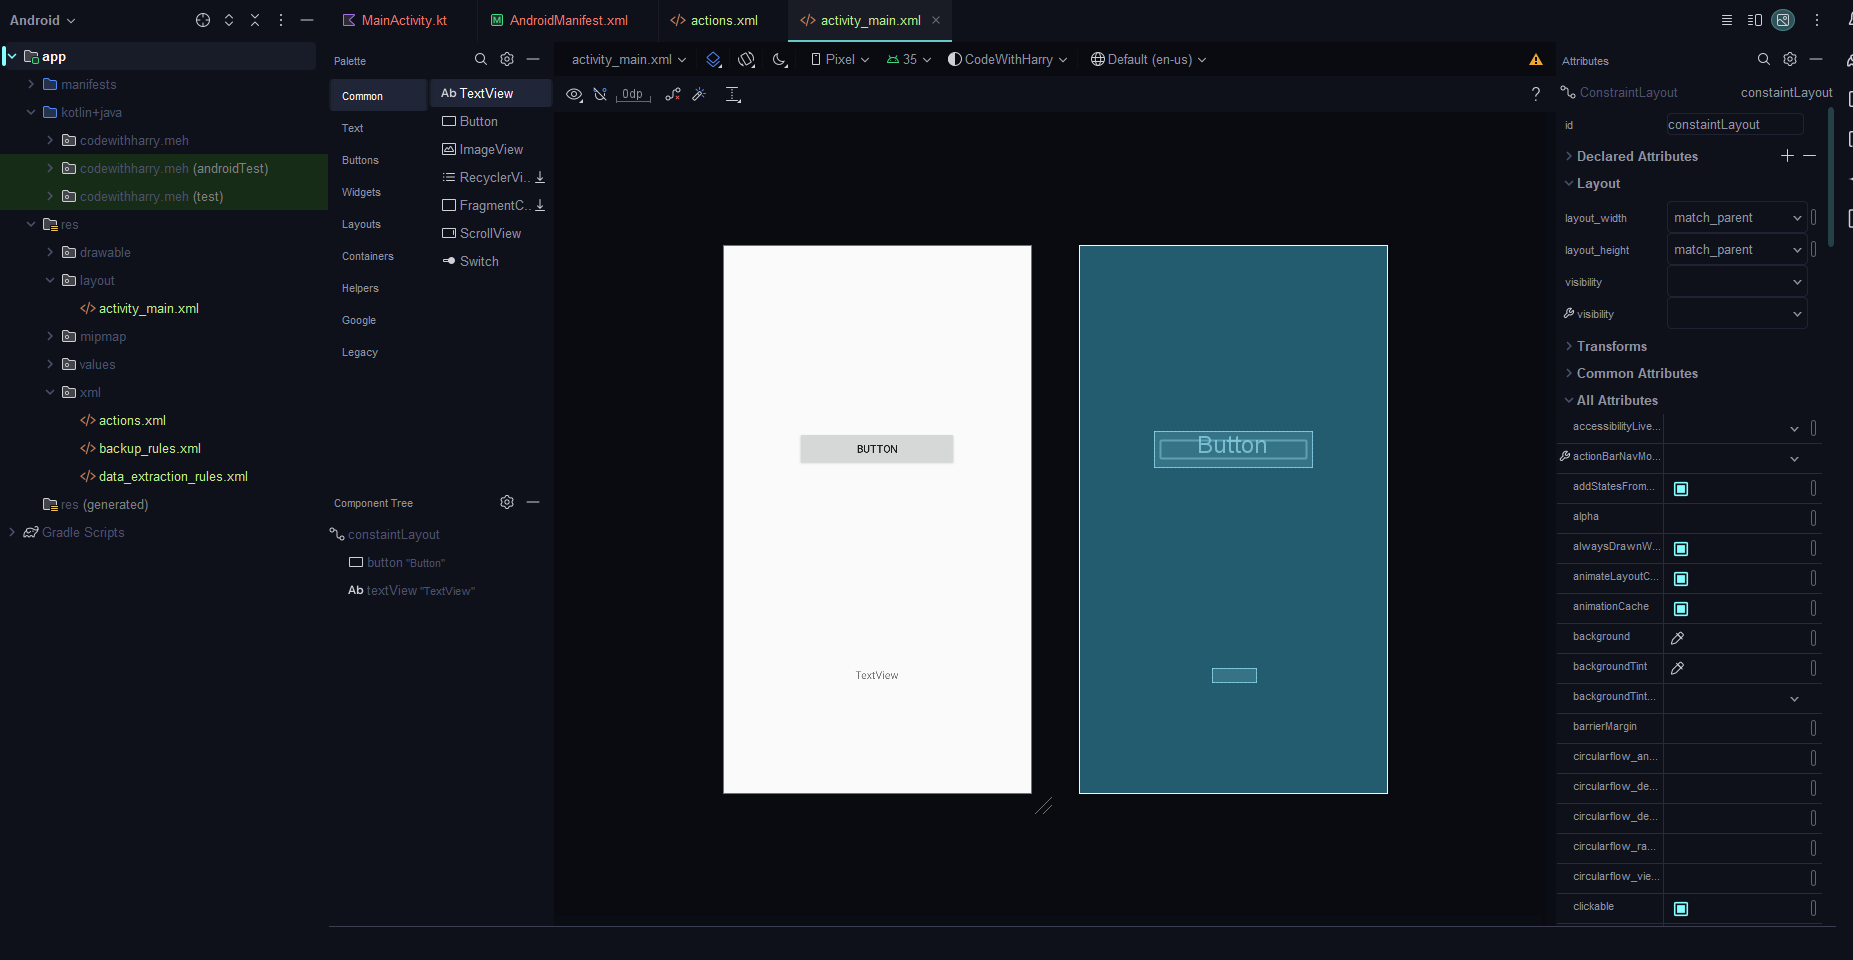 Android
MainActivity.kt
AndroidManifest.xml
actions.xml
activity_main.xml
app
manifests
kotlin+java
codewithharry.meh
codewithharry.meh (androidTest)
codewithharry.meh (test)
res
drawable
layout
activity_main.xml
mipmap
values
xml
actions.xml
backup_rules.xml
data_extraction_rules.xml
res (generated)
Gradle Scripts
Palette
Common
Text
Buttons
Widgets
Layouts
Containers
Helpers
Google
Legacy
Ab TextView
Button
ImageView
RecyclerVi...
FragmentC...
ScrollView
Switch
Component Tree
constaintLayout
button "Button"
Ab textView "TextView"
activity_main.xml
Pixel
35
CodeWithHarry
Default (en-us)
0dp
?
BUTTON
TextView
Button
Attributes
ConstraintLayout constaintLayout
id constaintLayout
Declared Attributes
Layout
layout_width match_parent
layout_height match_parent
visibility
visibility
Transforms
Common Attributes
All Attributes
accessibilityLive...
actionBarNavMo...
addStatesFrom...
alpha
alwaysDrawnW...
animateLayoutC...
animationCache
background
backgroundTint
backgroundTint...
barrierMargin
circularflow_an...
circularflow_de...
circularflow_de...
circularflow_ra...
circularflow_vie...
clickable